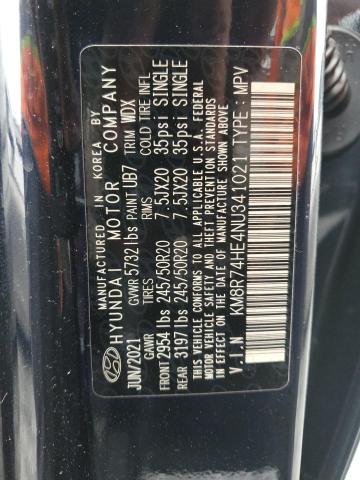 MANUFACTURED IN KOREA BY
HYUNDAI MOTOR COMPANY
JUN/2021 GVWR 5732 lbs PAINT UB7 TRIM WDX
GAWR TIRES RIMS COLD TIRE INFL
FRONT 2954 lbs 245/50R20 7.5JX20 35psi SINGLE
REAR 3197 lbs 245/50R20 7.5JX20 35psi SINGLE
THIS VEHICLE CONFORMS TO ALL APPLICABLE U.S.A. FEDERAL
MOTOR VEHICLE SAFETY, BUMPER, AND THEFT PREVENTION STANDARDS
IN EFFECT ON THE DATE OF MANUFACTURE SHOWN ABOVE.
V.I.N KM8R74HE4NU341021 TYPE : MPV